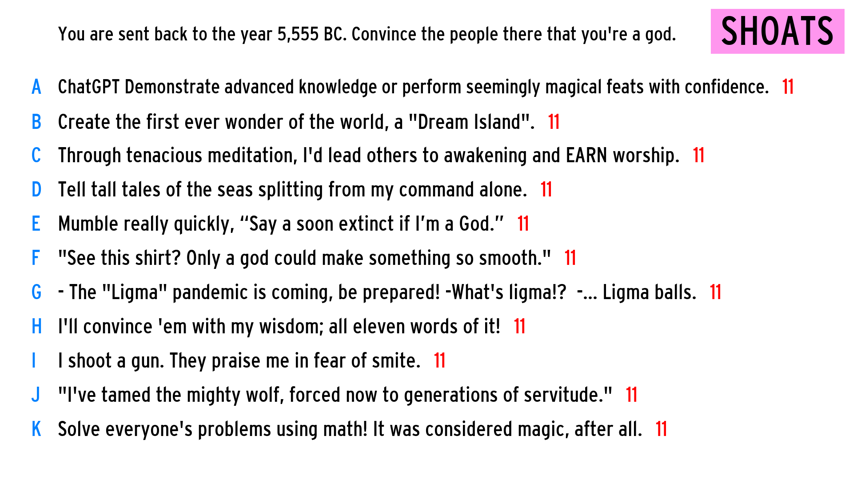 You are sent back to the year 5,555 BC. Convince the people there that you're a god.
SHOATS
A ChatGPT Demonstrate advanced knowledge or perform seemingly magical feats with confidence. 11
B Create the first ever wonder of the world, a "Dream Island". 11
C Through tenacious meditation, I'd lead others to awakening and EARN worship. 11
D Tell tall tales of the seas splitting from my command alone. 11
E Mumble really quickly, “Say a soon extinct if I’m a God.” 11
F "See this shirt? Only a god could make something so smooth." 11
G - The "Ligma" pandemic is coming, be prepared! -What's ligma!? -... Ligma balls. 11
H I'll convince 'em with my wisdom; all eleven words of it! 11
I I shoot a gun. They praise me in fear of smite. 11
J "I've tamed the mighty wolf, forced now to generations of servitude." 11
K Solve everyone's problems using math! It was considered magic, after all. 11